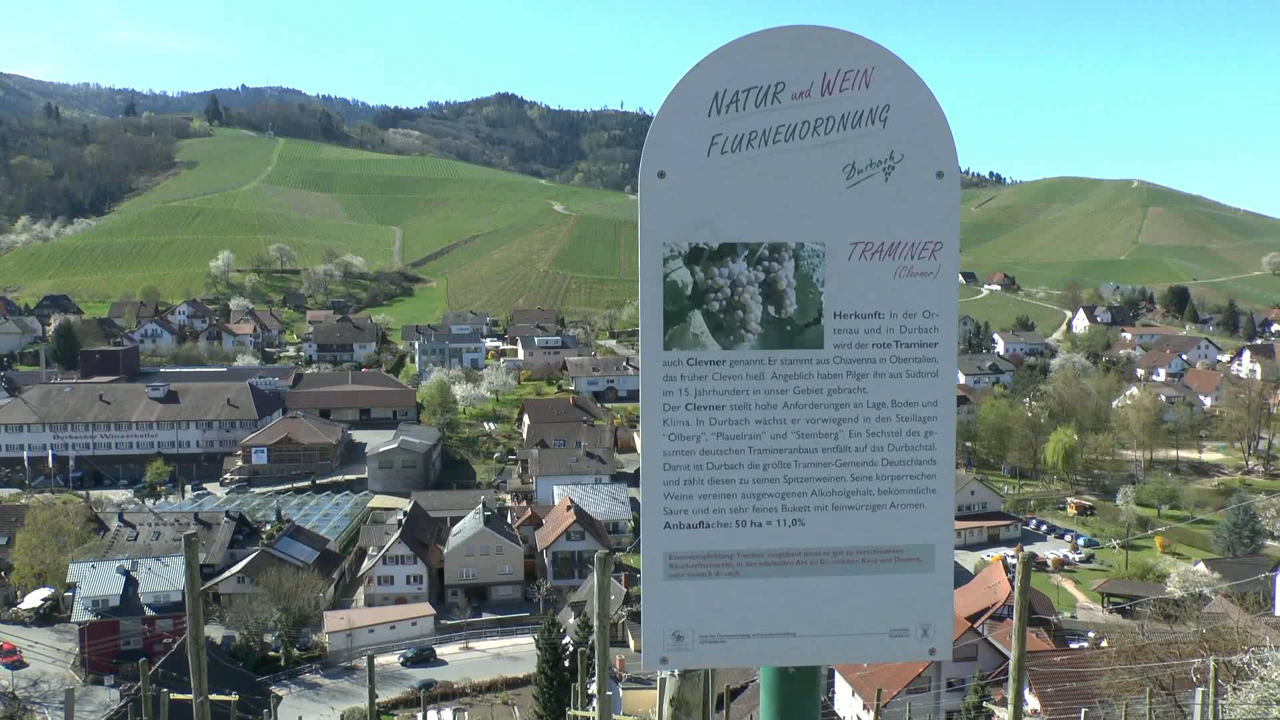 NATUR und WEIN
FLURNEUORDNUNG
Durbach
TRAMINER
(Clevner)
Herkunft: In der Or-
tenau und in Durbach
wird der rote Traminer
auch Clevner genannt. Er stammt aus Chiavenna in Oberitalien,
das früher Cleven hieß. Angeblich haben Pilger ihn aus Südtirol
im 15. Jahrhundert in unser Gebiet gebracht.
Der Clevner stellt hohe Anforderungen an Lage, Boden und
Klima. In Durbach wächst er vorwiegend in den Steillagen
"Ölberg", "Plauelrain" und "Steinberg". Ein Sechstel des ge-
samten deutschen Tramineranbaus entfällt auf das Durbachtal.
Damit ist Durbach die größte Traminer-Gemeinde Deutschlands
und zählt diesen zu seinen Spitzenweinen. Seine körperreichen
Weine vereinen ausgewogenen Alkoholgehalt, bekömmliche
Säure und ein sehr feines Bukett mit feinwürzigen Aromen.
Anbaufläche: 50 ha = 11,0%
Durbacher Winzerkeller